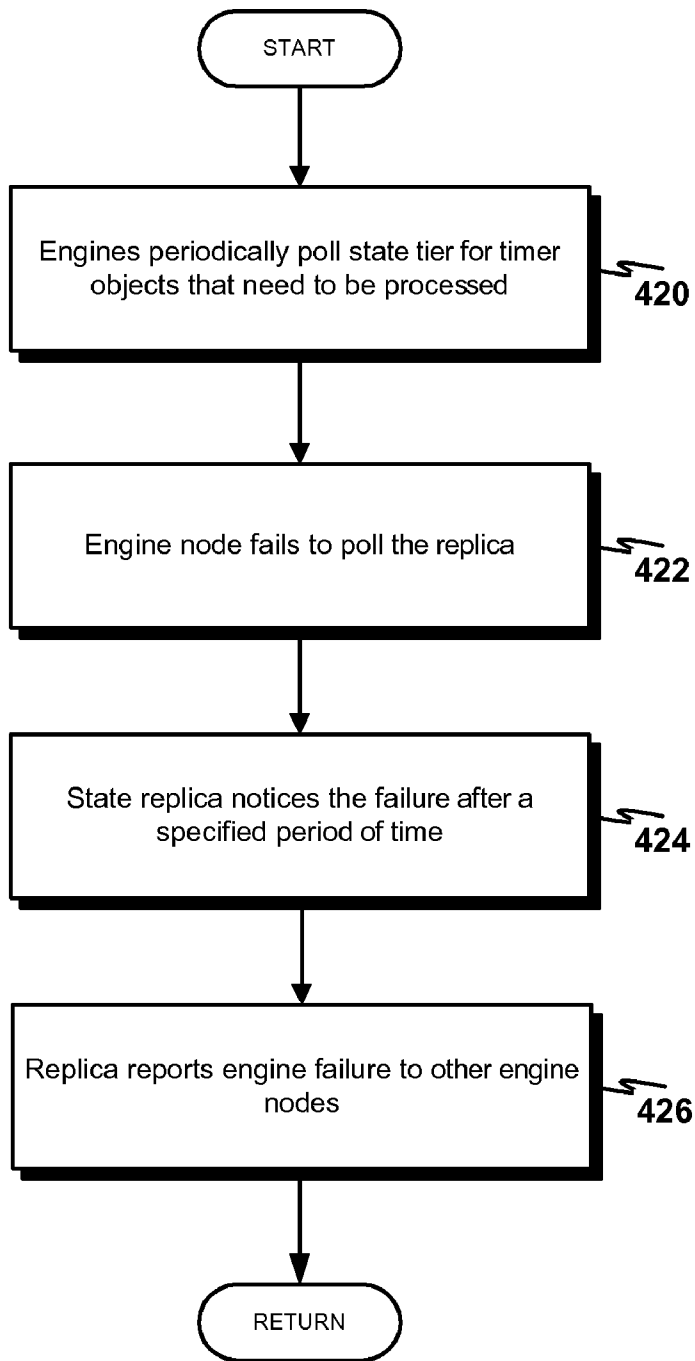 START
Engines periodically poll state tier for timer
objects that need to be processed
420
Engine node fails to poll the replica
422
State replica notices the failure after a
specified period of time
424
Replica reports engine failure to other engine
nodes
426
RETURN